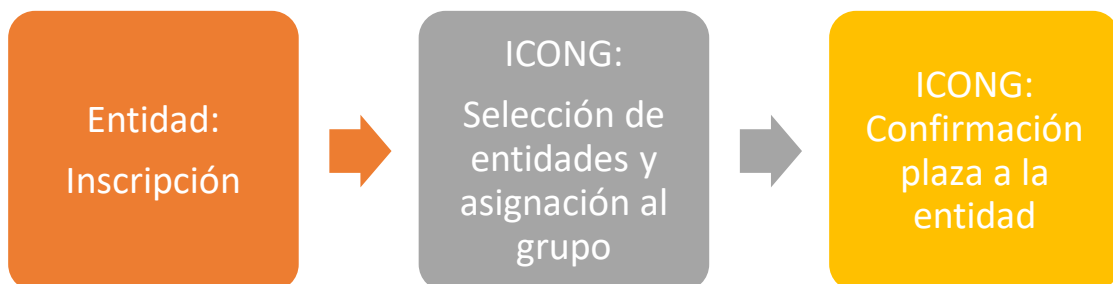 Entidad:
Inscripción
ICONG:
Selección de
entidades y
asignación al
grupo
ICONG:
Confirmación
plaza a la
entidad